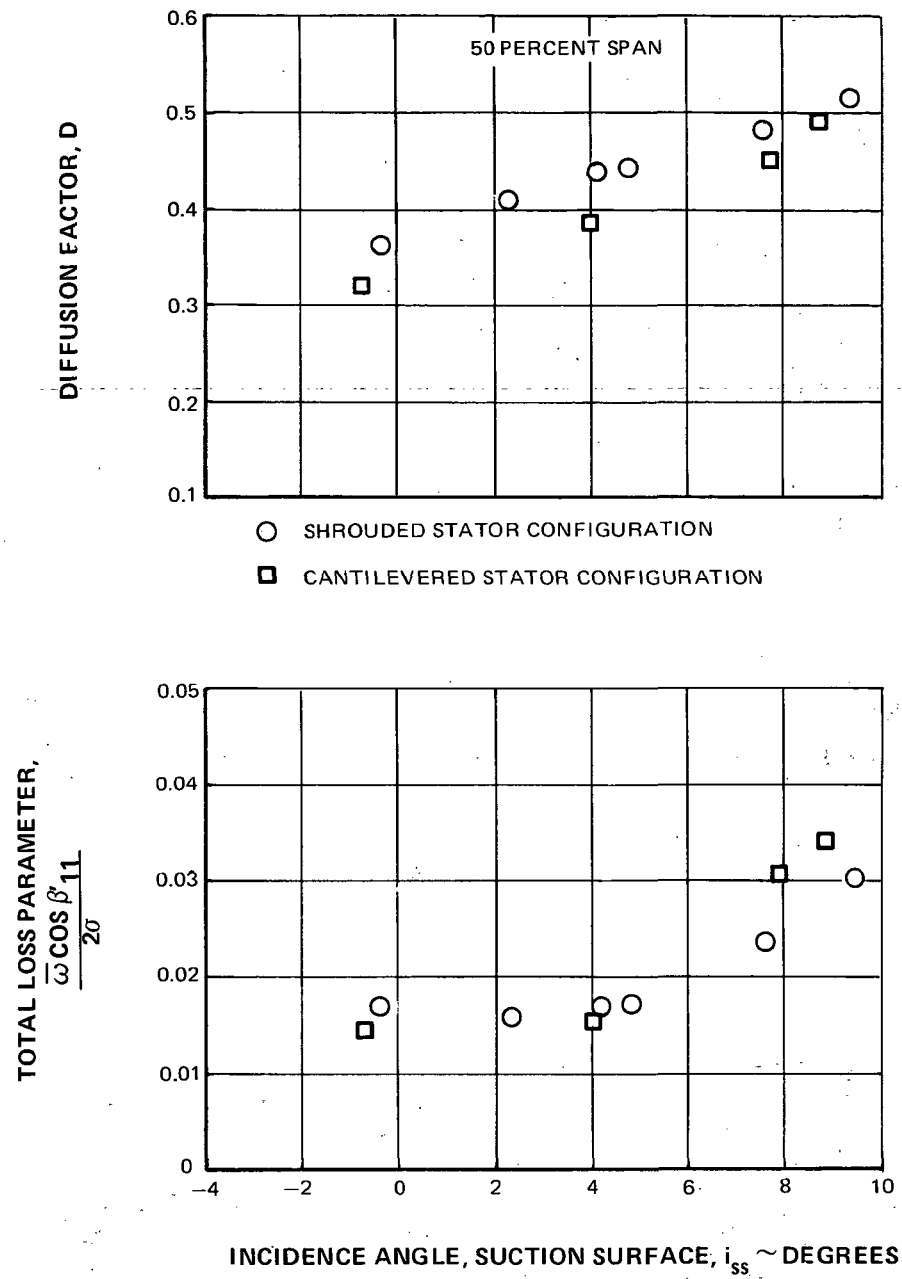 0.6
50 PERCENT SPAN
0.5
0.4
0.3
0.2
0.1
DIFFUSION FACTOR, D
SHROUDED STATOR CONFIGURATION
CANTILEVERED STATOR CONFIGURATION
0.05
0.04
0.03
0.02
0.01
0
TOTAL LOSS PARAMETER,
ω̅ COS β′11
2σ
−4 −2 0 2 4 6 8 10
INCIDENCE ANGLE, SUCTION SURFACE, iss ~ DEGREES